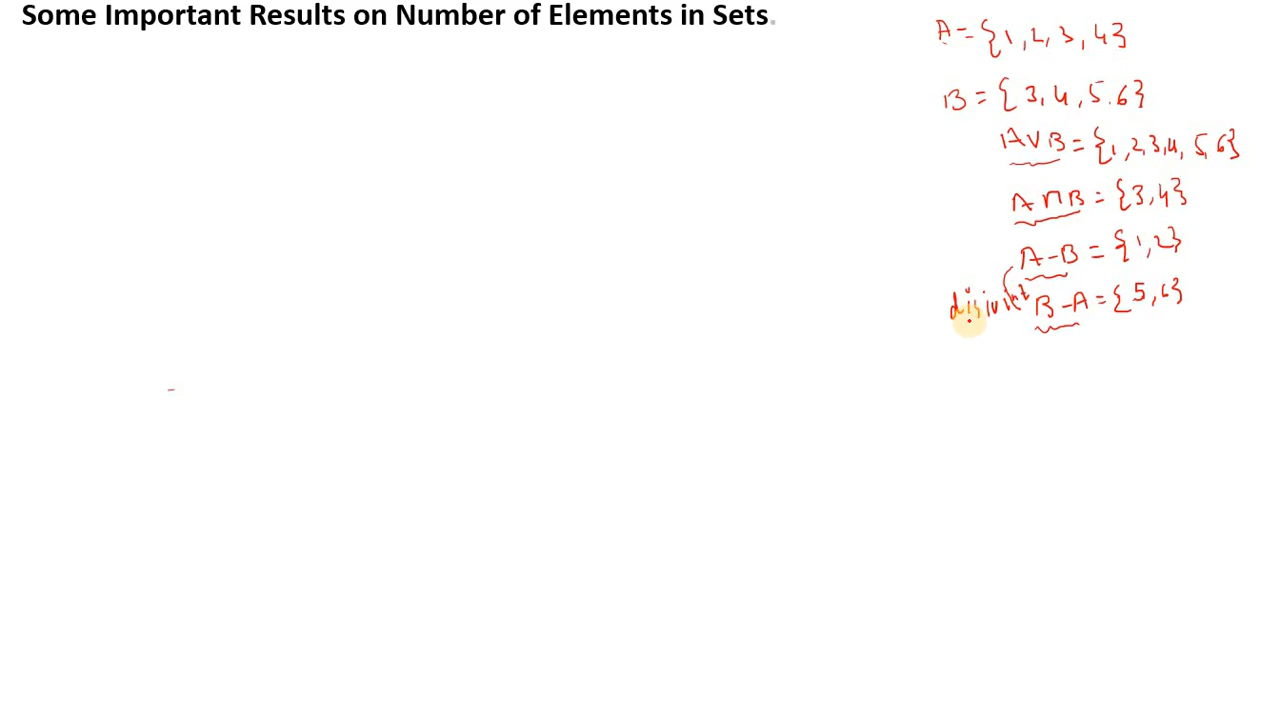 Some Important Results on Number of Elements in Sets.
A = {1, 2, 3, 4}
B = {3, 4, 5.6}
A∪B = {1, 2, 3, 4, 5, 6}
A∩B = {3, 4}
A-B = {1, 2}
B-A = {5, 6}